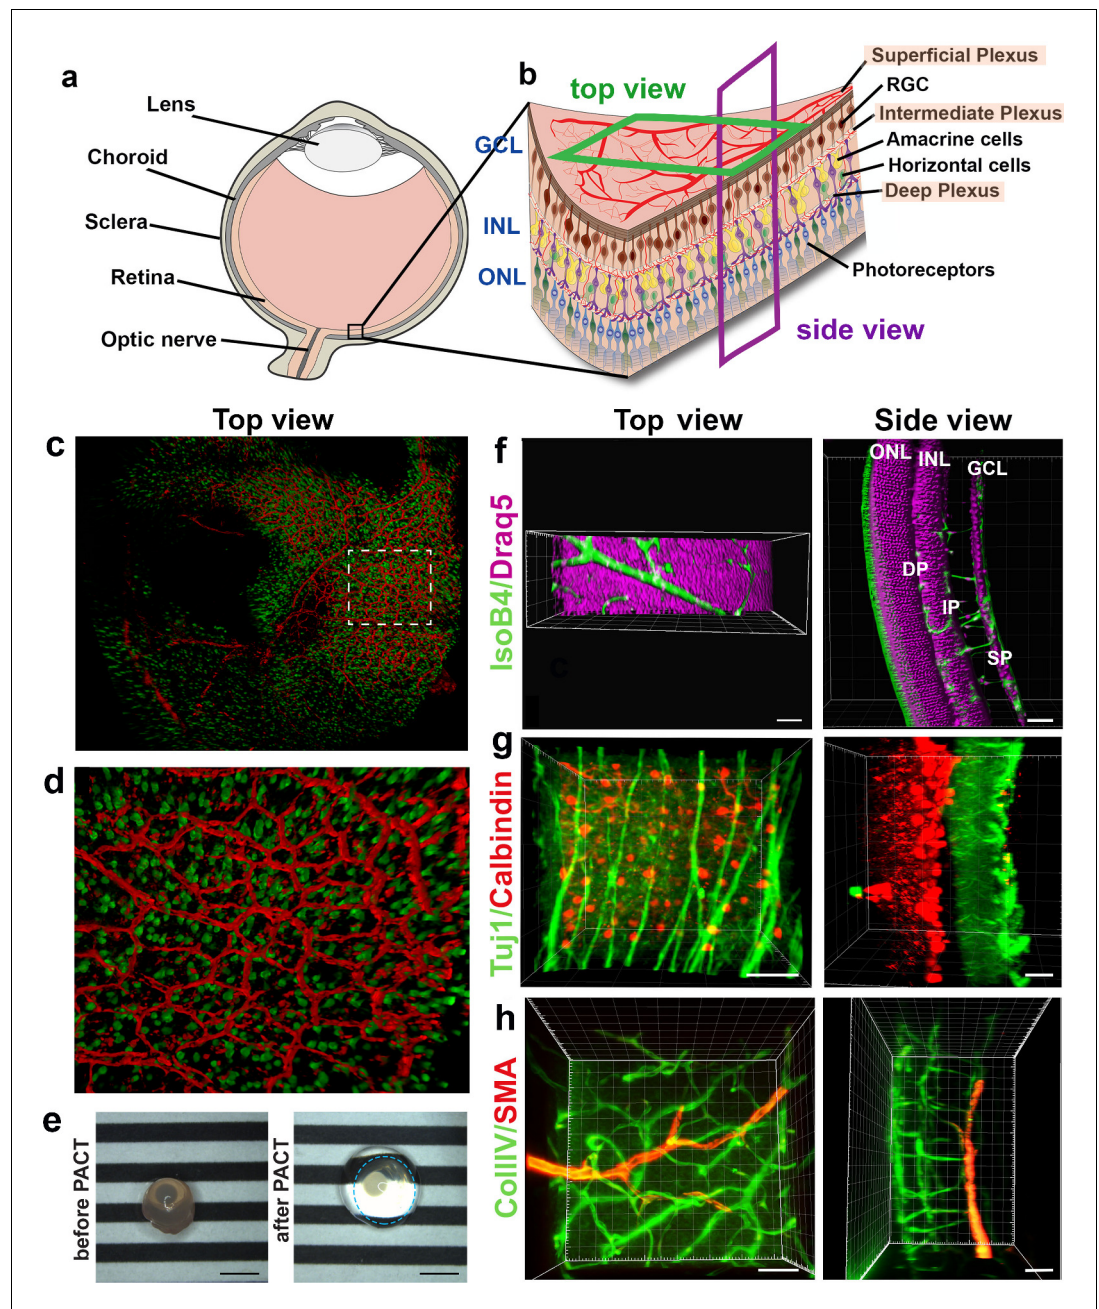 a
Lens
Choroid
Sclera
Retina
Optic nerve
b
top view
GCL
INL
ONL
Superficial Plexus
RGC
Intermediate Plexus
Amacrine cells
Horizontal cells
Deep Plexus
Photoreceptors
side view
Top view
c
d
e
before PACT
after PACT
Top view
Side view
f
IsoB4/Draq5
c
ONL
INL
GCL
DP
IP
SP
g
Tuj1/Calbindin
h
ColIIV/SMA